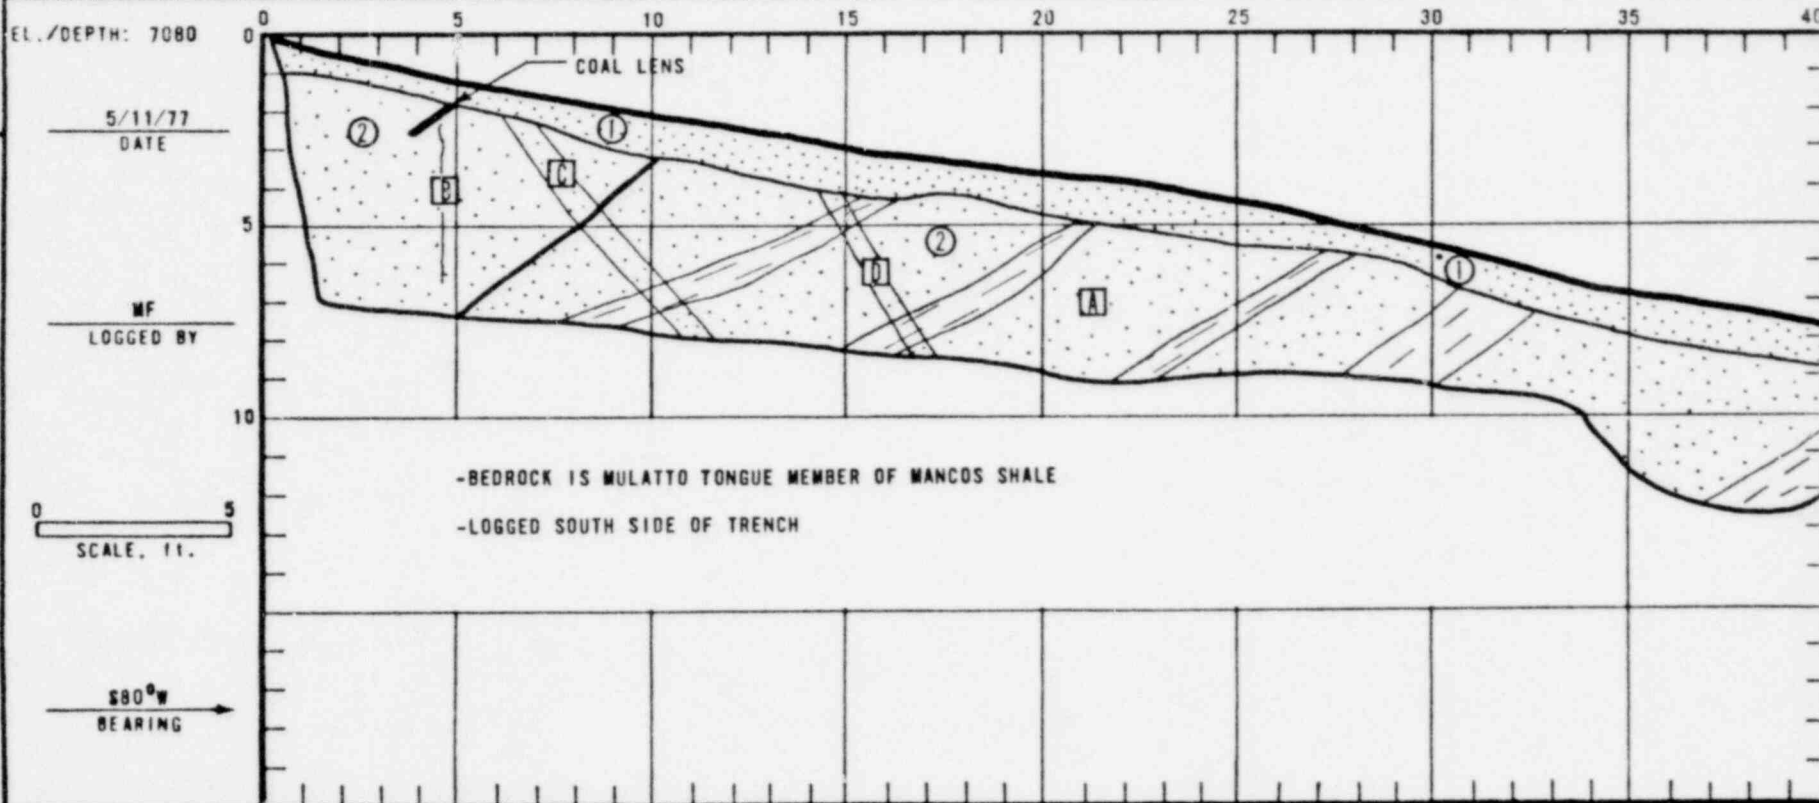 0 5 10 15 20 25 30 35 40
EL./DEPTH: 7080
0
COAL LENS
5/11/77
DATE
②
①
B
C
5
②
D
①
A
MF
LOGGED BY
10
-BEDROCK IS MULATTO TONGUE MEMBER OF MANCOS SHALE
-LOGGED SOUTH SIDE OF TRENCH
0 5
SCALE, ft.
S80°W
BEARING